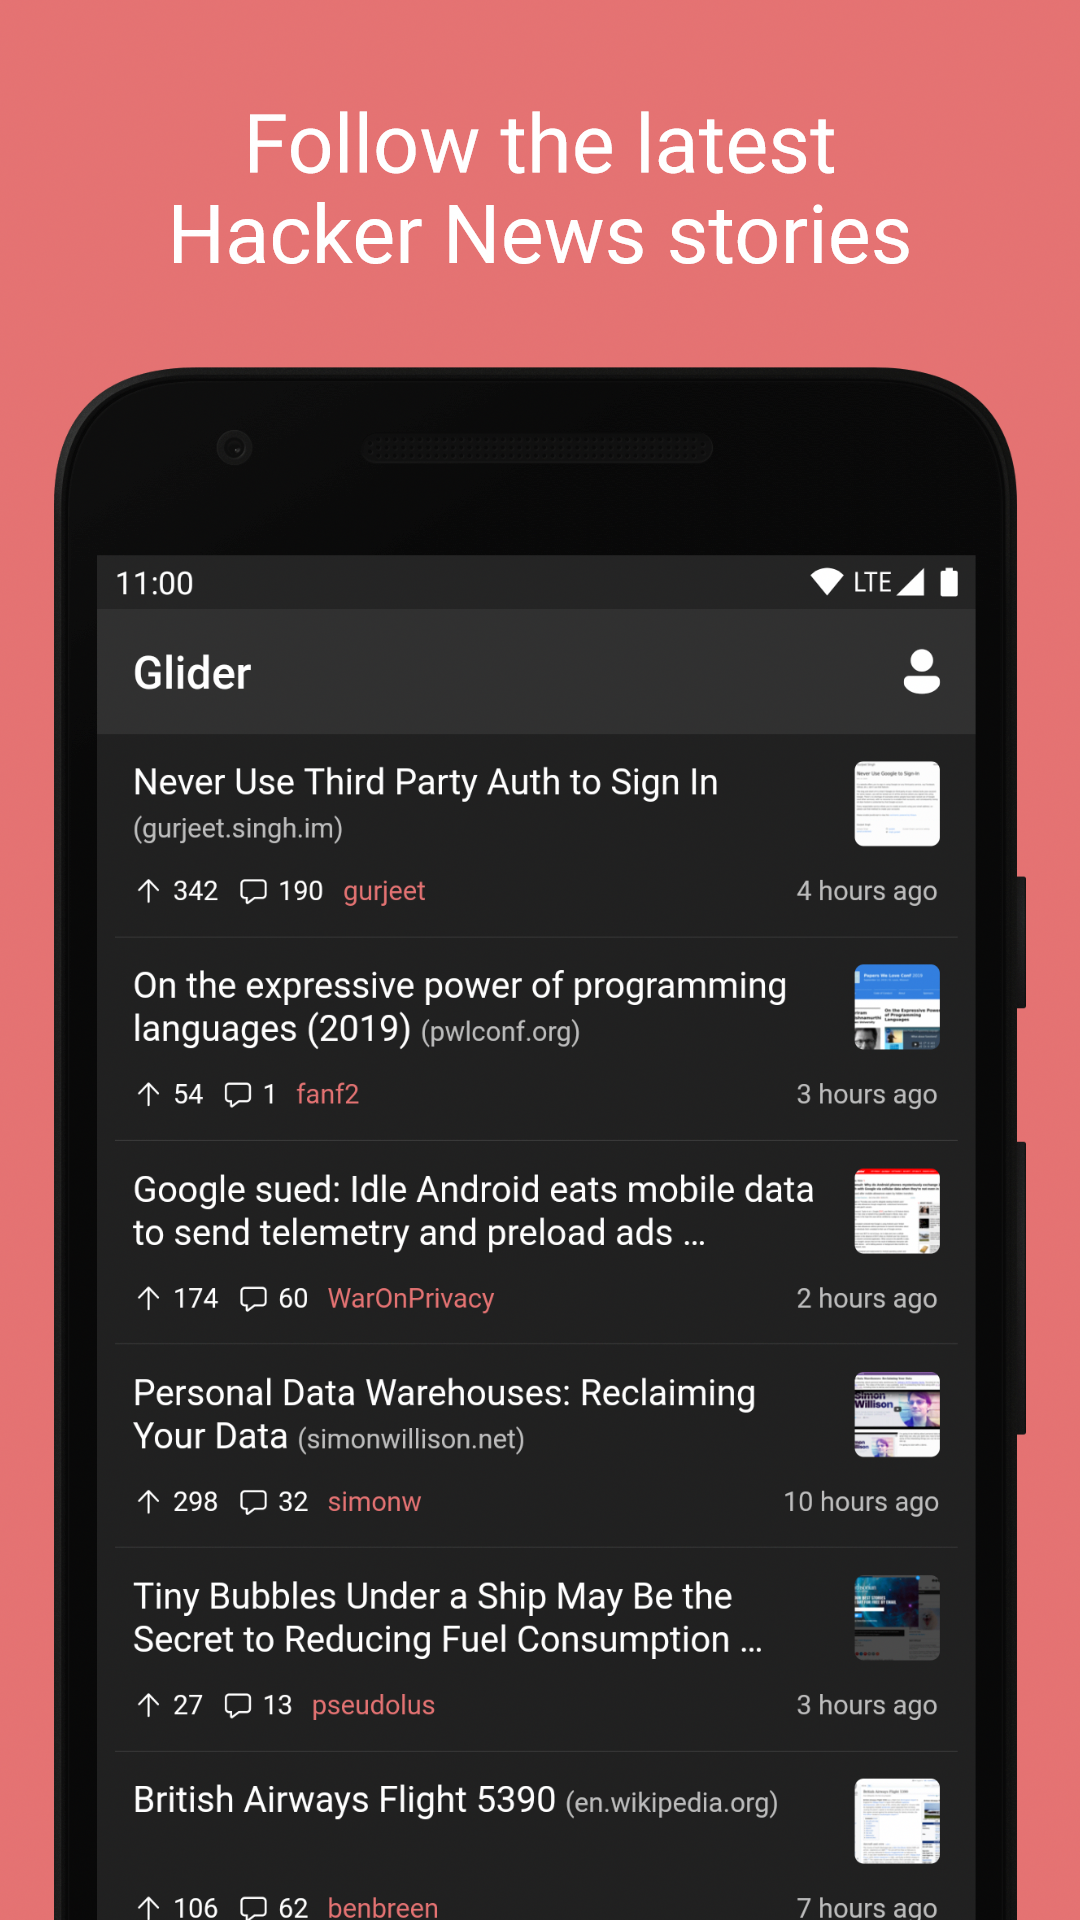 Follow the latest
Hacker News stories
11:00 LTE
Glider
Never Use Third Party Auth to Sign In
(gurjeet.singh.im)
342 190 gurjeet 4 hours ago
On the expressive power of programming
languages (2019) (pwlconf.org)
54 1 fanf2 3 hours ago
Google sued: Idle Android eats mobile data
to send telemetry and preload ads ...
174 60 WarOnPrivacy 2 hours ago
Personal Data Warehouses: Reclaiming
Your Data (simonwillison.net)
Simon
Willison
298 32 simonw 10 hours ago
Tiny Bubbles Under a Ship May Be the
Secret to Reducing Fuel Consumption ...
27 13 pseudolus 3 hours ago
British Airways Flight 5390 (en.wikipedia.org)
106 62 benbreen 7 hours ago